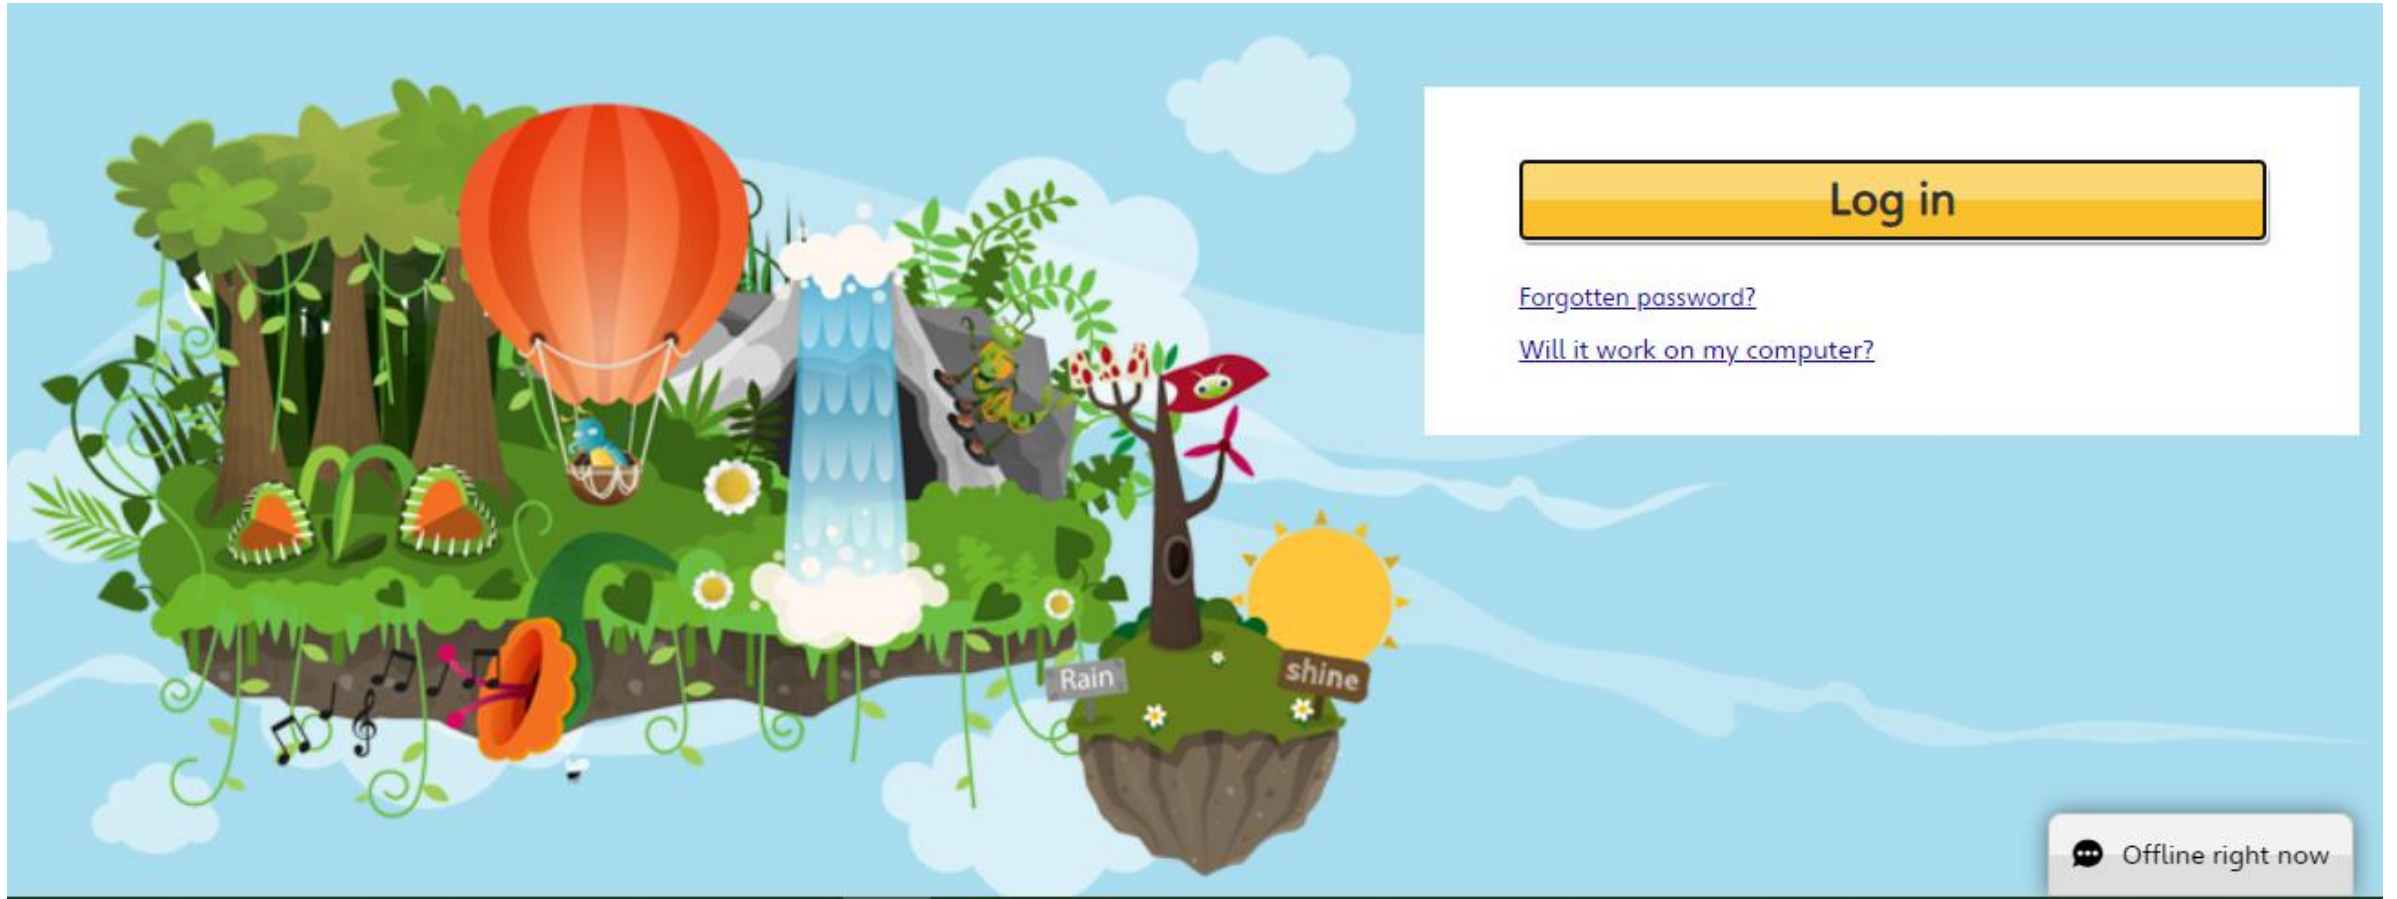 Log in
Forgotten password?
Will it work on my computer?
Rain
shine
Offline right now